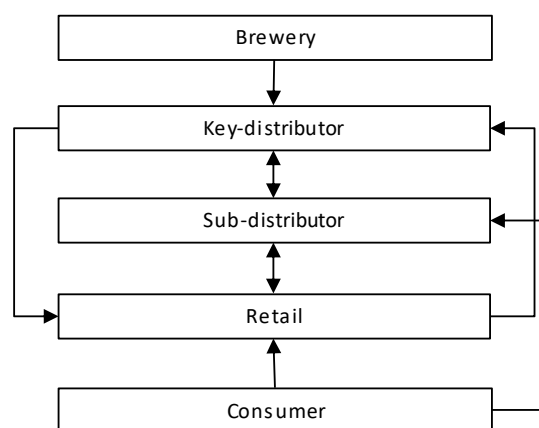 Brewery
Key-distributor
Sub-distributor
Retail
Consumer